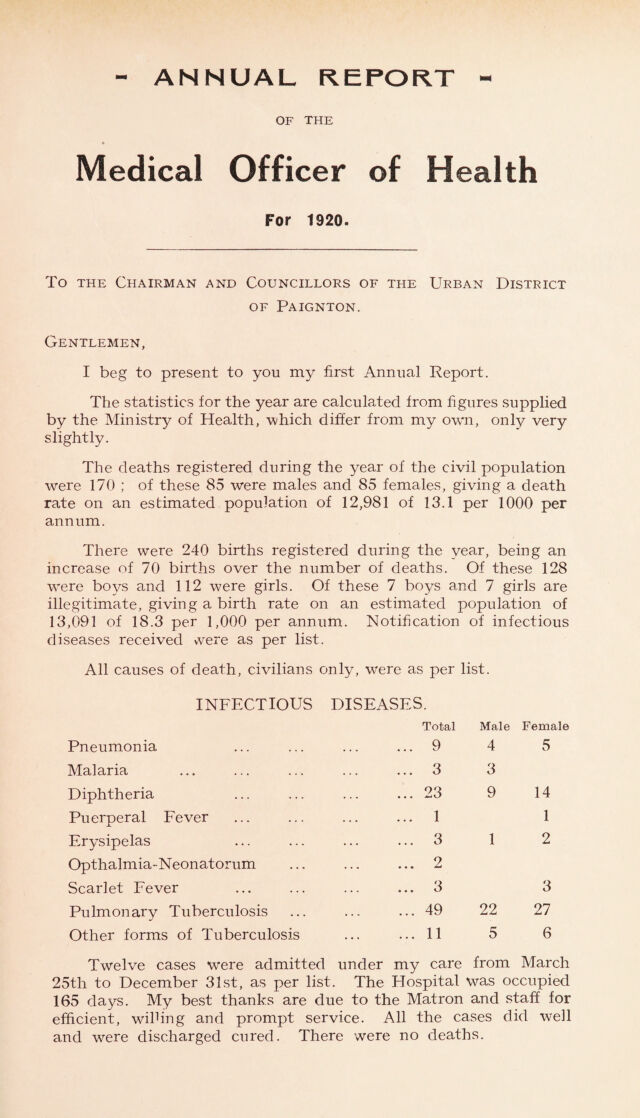 - ANNUAL REPORT -
OF THE
Medical Officer of Health
For 1920.
To the Chairman and Councillors of the Urban District
of Paignton.
Gentlemen,
I beg to present to you my first Annual Report.
The statistics for the year are calculated from figures supplied
by the Ministry of Health, which differ from my own, only very
slightly.
The deaths registered during the year of the civil population
were 170 ; of these 85 were males and 85 females, giving a death
rate on an estimated population of 12,981 of 13.1 per 1000 per
annum.
There were 240 births registered during the year, being an
increase of 70 births over the number of deaths. Of these 128
were boys and 112 were girls. Of these 7 boys and 7 girls are
illegitimate, giving a birth rate on an estimated population of
13,091 of 18.3 per 1,000 per annum. Notification of infectious
diseases received were as per list.
All causes of death, civilians only, were as per list.
INFECTIOUS DISEASES.
Total Male Female
Pneumonia ... ... ... ... 9 4 5
Malaria ... ... ... ... ... 3 3
Diphtheria ... ... ... ... 23 9 14
Puerperal Fever ... ... ... ... 1 1
Erysipelas ... ... ... ... 3 1 2
Opthalmia-Neonatorum ... ... ... 2
Scarlet Fever ... ... ... ... 3 3
Pulmonary Tuberculosis ... ... ... 49 22 27
Other forms of Tuberculosis ... ... 11 5 6
Twelve cases were admitted under my care from March
25th to December 31st, as per list. The Hospital was occupied
165 days. My best thanks are due to the Matron and staff for
efficient, willing and prompt service. All the cases did well
and were discharged cured. There were no deaths.